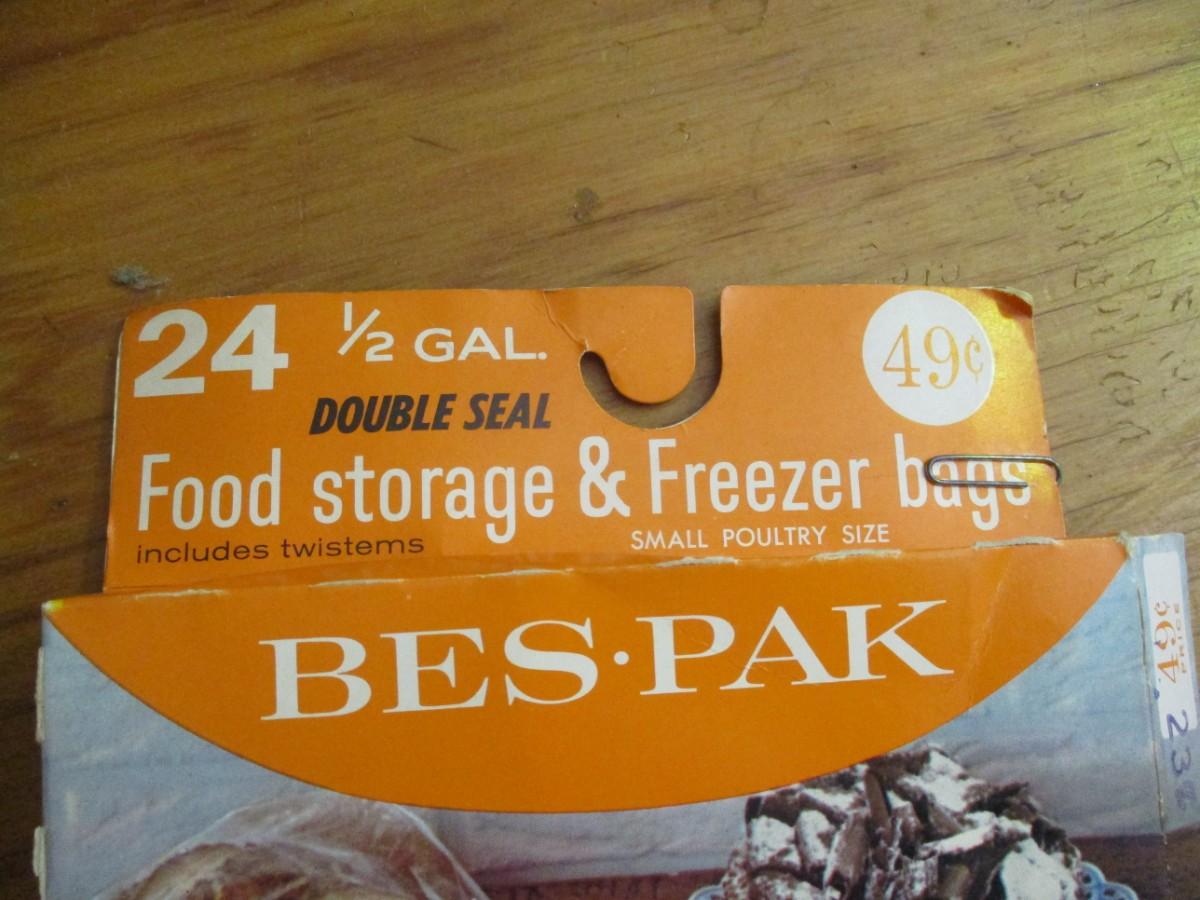 24 ½ GAL.
49¢
DOUBLE SEAL
Food storage & Freezer bags
includes twistems
SMALL POULTRY SIZE
BES·PAK
49¢
PRICE